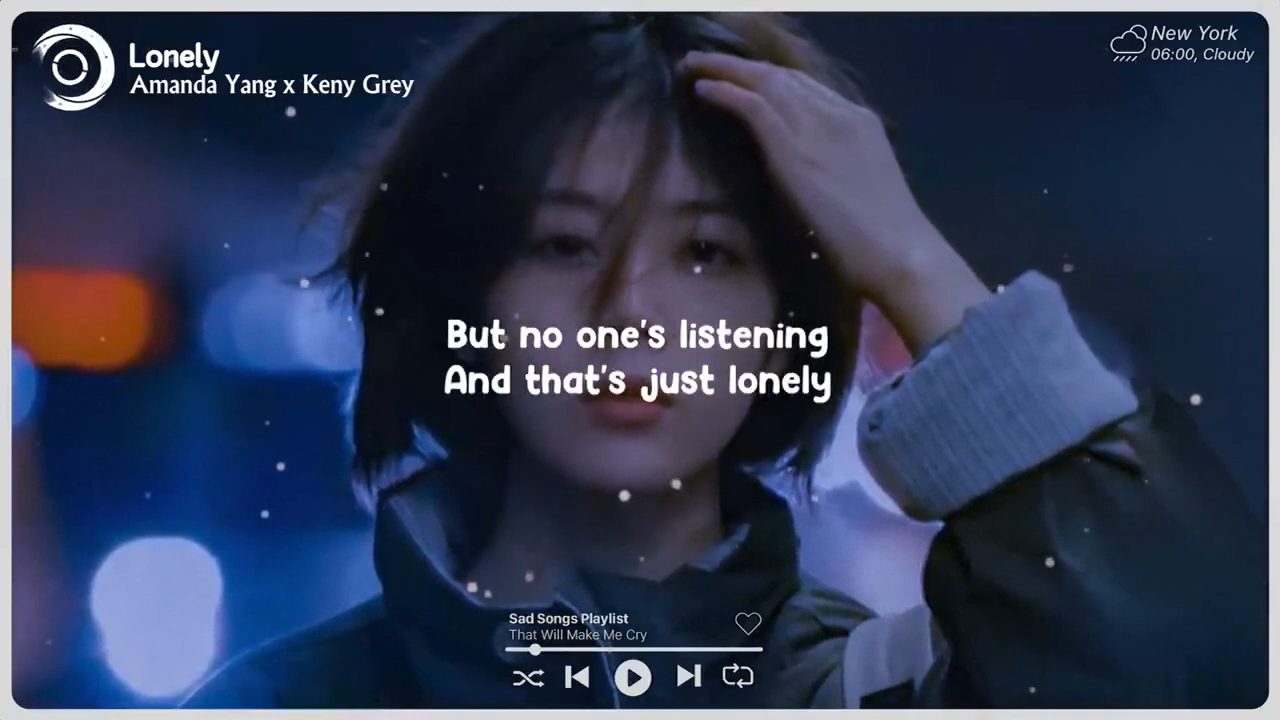 Lonely
Amanda Yang x Keny Grey
New York
06:00, Cloudy
But no one's listening
And that's just lonely
Sad Songs Playlist
That Will Make Me Cry